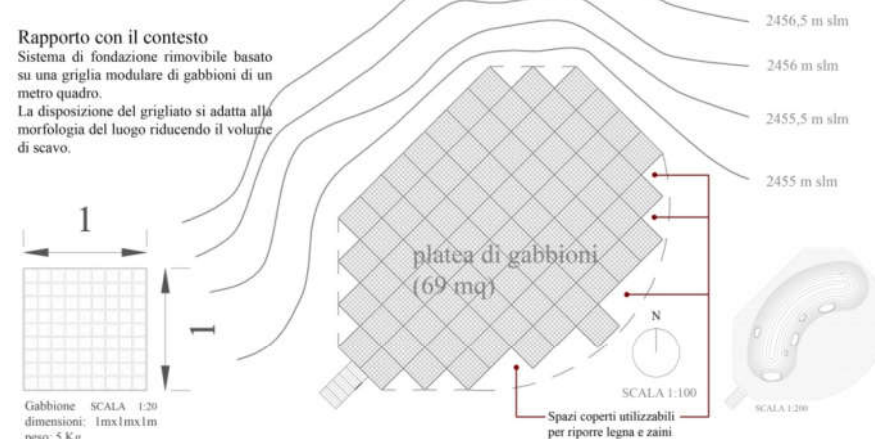 Rapporto con il contesto
Sistema di fondazione rimovibile basato
su una griglia modulare di gabbioni di un
metro quadro.
La disposizione del grigliato si adatta alla
morfologia del luogo riducendo il volume
di scavo.
2456,5 m slm
2456 m slm
2455,5 m slm
2455 m slm
1
1
platea di gabbioni
(69 mq)
N
SCALA 1:100
SCALA 1:200
Gabbione SCALA 1:20
dimensioni: 1mx1mx1m
peso: 5 Kg
Spazi coperti utilizzabili
per riporre legna e zaini